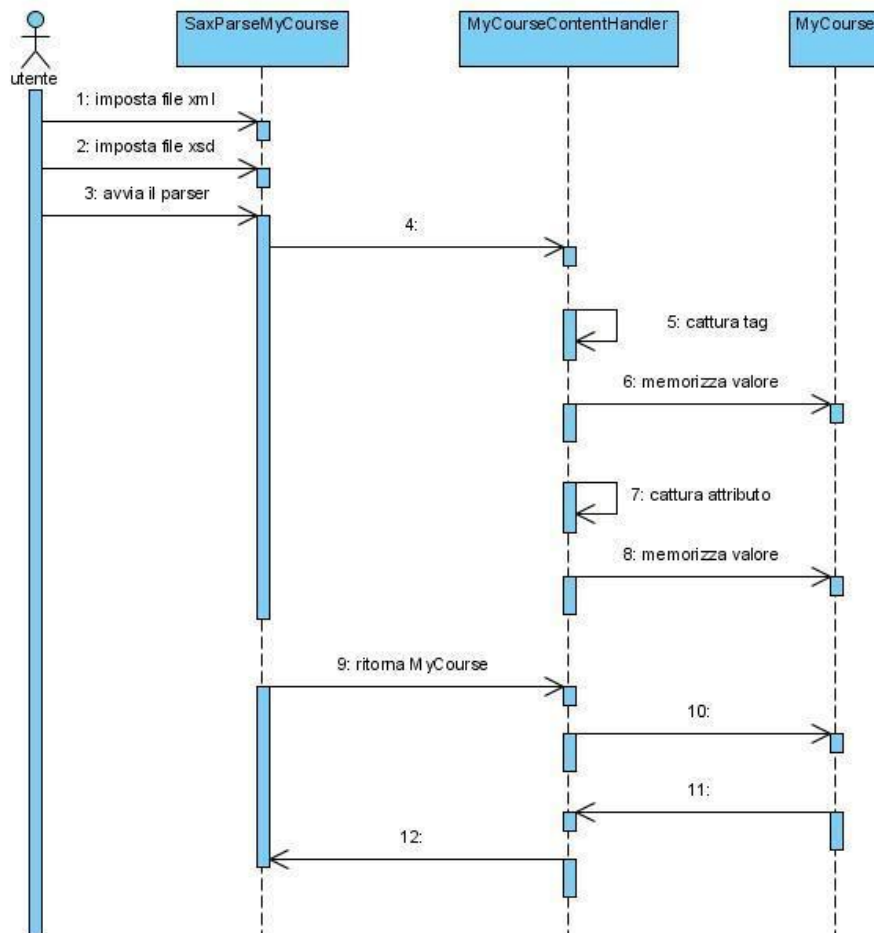 SaxParseMyCourse
MyCourseContentHandler
MyCourse
utente
1: imposta file xml
2: imposta file xsd
3: avvia il parser
4:
5: cattura tag
6: memorizza valore
7: cattura attributo
8: memorizza valore
9: ritorna MyCourse
10:
11:
12: